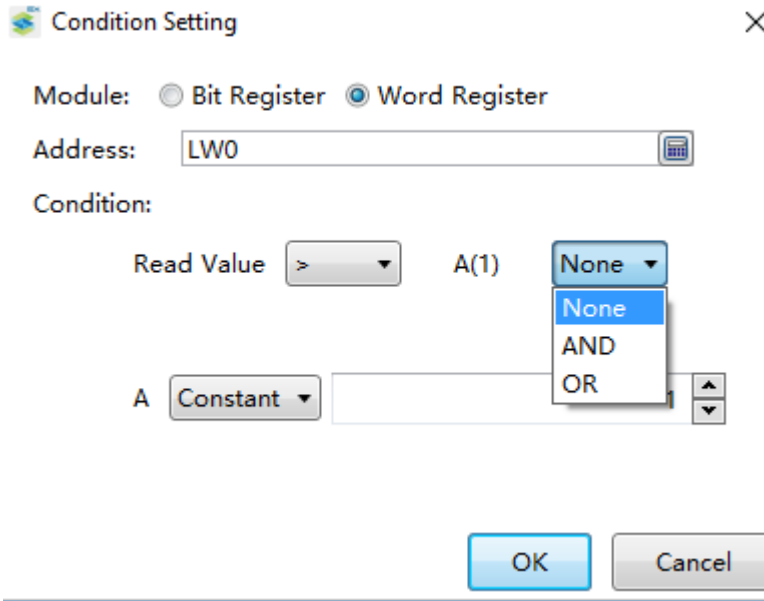 Condition Setting
Module: Bit Register Word Register
Address: LW0
Condition:
Read Value > A(1) None
None
AND
OR
A Constant 1
OK Cancel